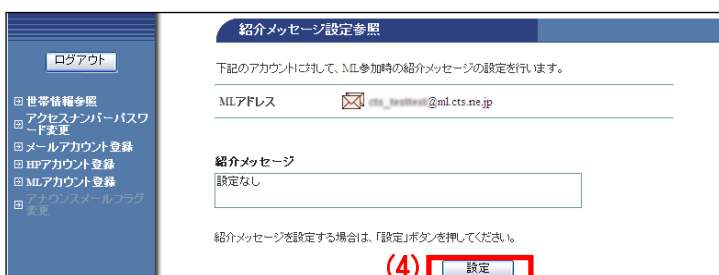 紹介メッセージ設定参照
ログアウト
下記のアカウントに対して、ML参加時の紹介メッセージの設定を行います。
世帯情報参照
アクセスナンバーパスワ
ード変更
メールアカウント登録
HPアカウント登録
MLアカウント登録
アナウンスメールフラグ
変更
MLアドレス
@ml.cts.ne.jp
紹介メッセージ
設定なし
紹介メッセージを設定する場合は、「設定」ボタンを押してください。
(4)
設定